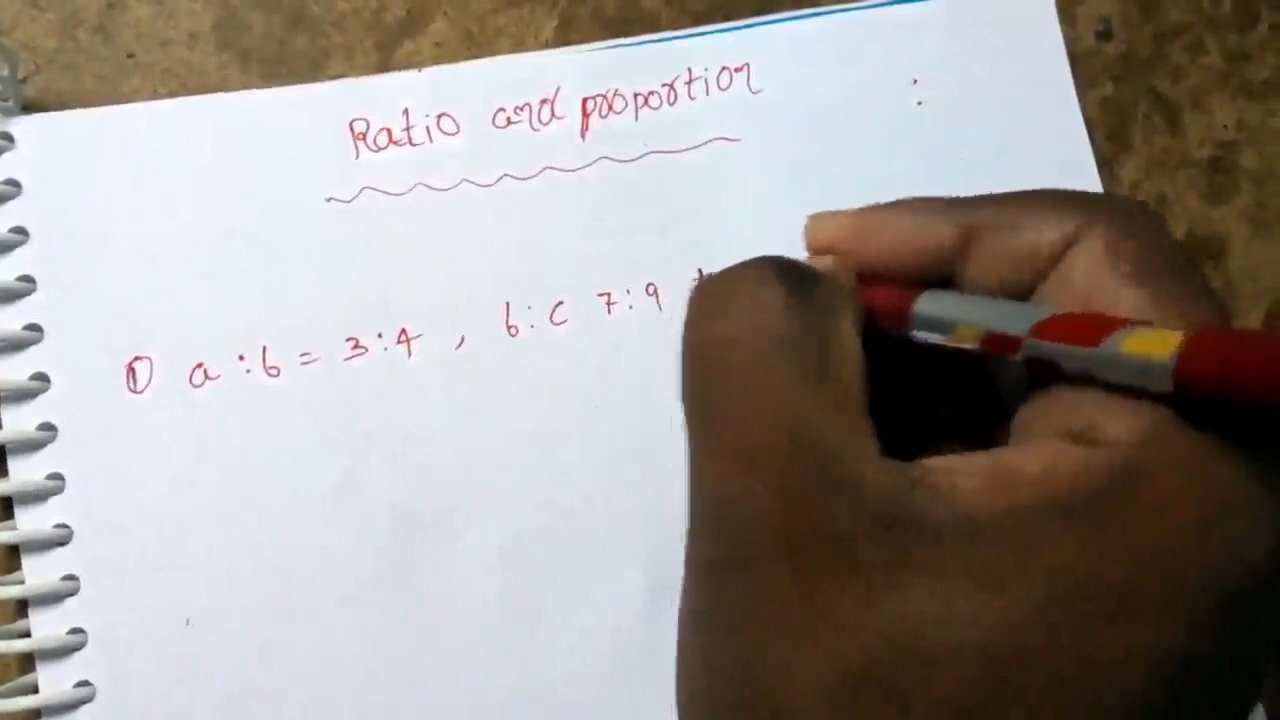 Ratio and proportion
① a:b = 3:4 , b:c 7:9